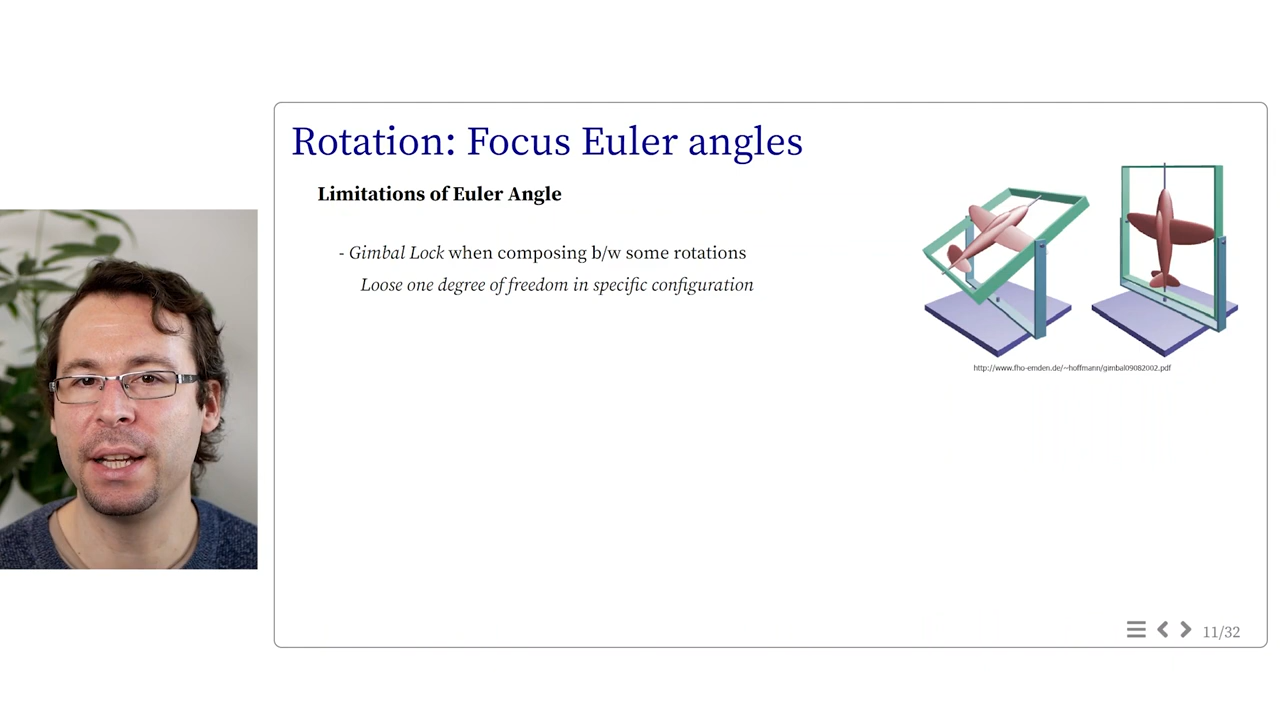 Rotation: Focus Euler angles
Limitations of Euler Angle
- Gimbal Lock when composing b/w some rotations
Loose one degree of freedom in specific configuration
http://www.fho-emden.de/~hoffmann/gimbal09082002.pdf
11/32